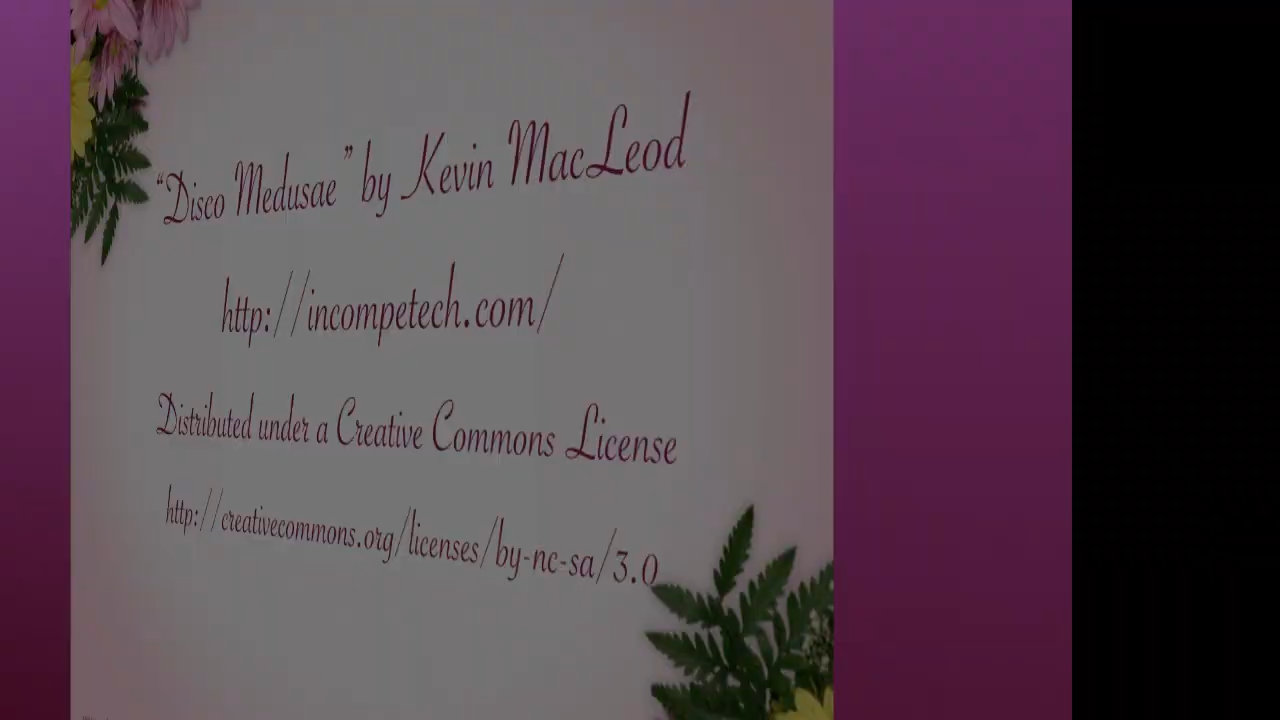 “Disco Medusae” by Kevin MacLeod
http://incompetech.com/
Distributed under a Creative Commons License
http://creativecommons.org/licenses/by-nc-sa/3.0